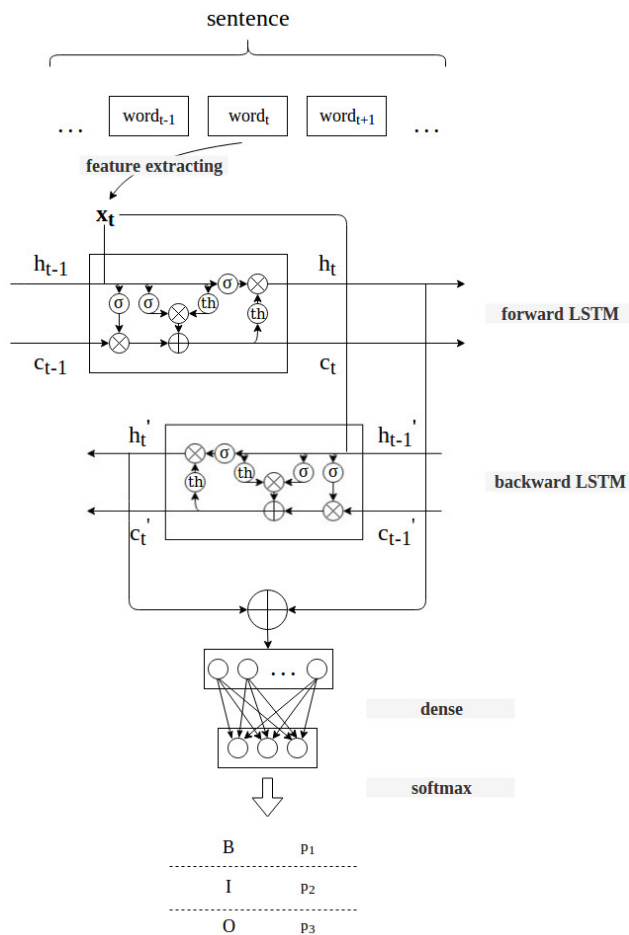 sentence
... word_{t-1} word_t word_{t+1} ...
feature extracting
x_t
h_{t-1} h_t
σ
σ σ th th
forward LSTM
c_{t-1} c_t
h_t' h_{t-1}'
σ
th th σ σ
backward LSTM
c_t' c_{t-1}'
...
dense
softmax
B p_1
I p_2
O p_3